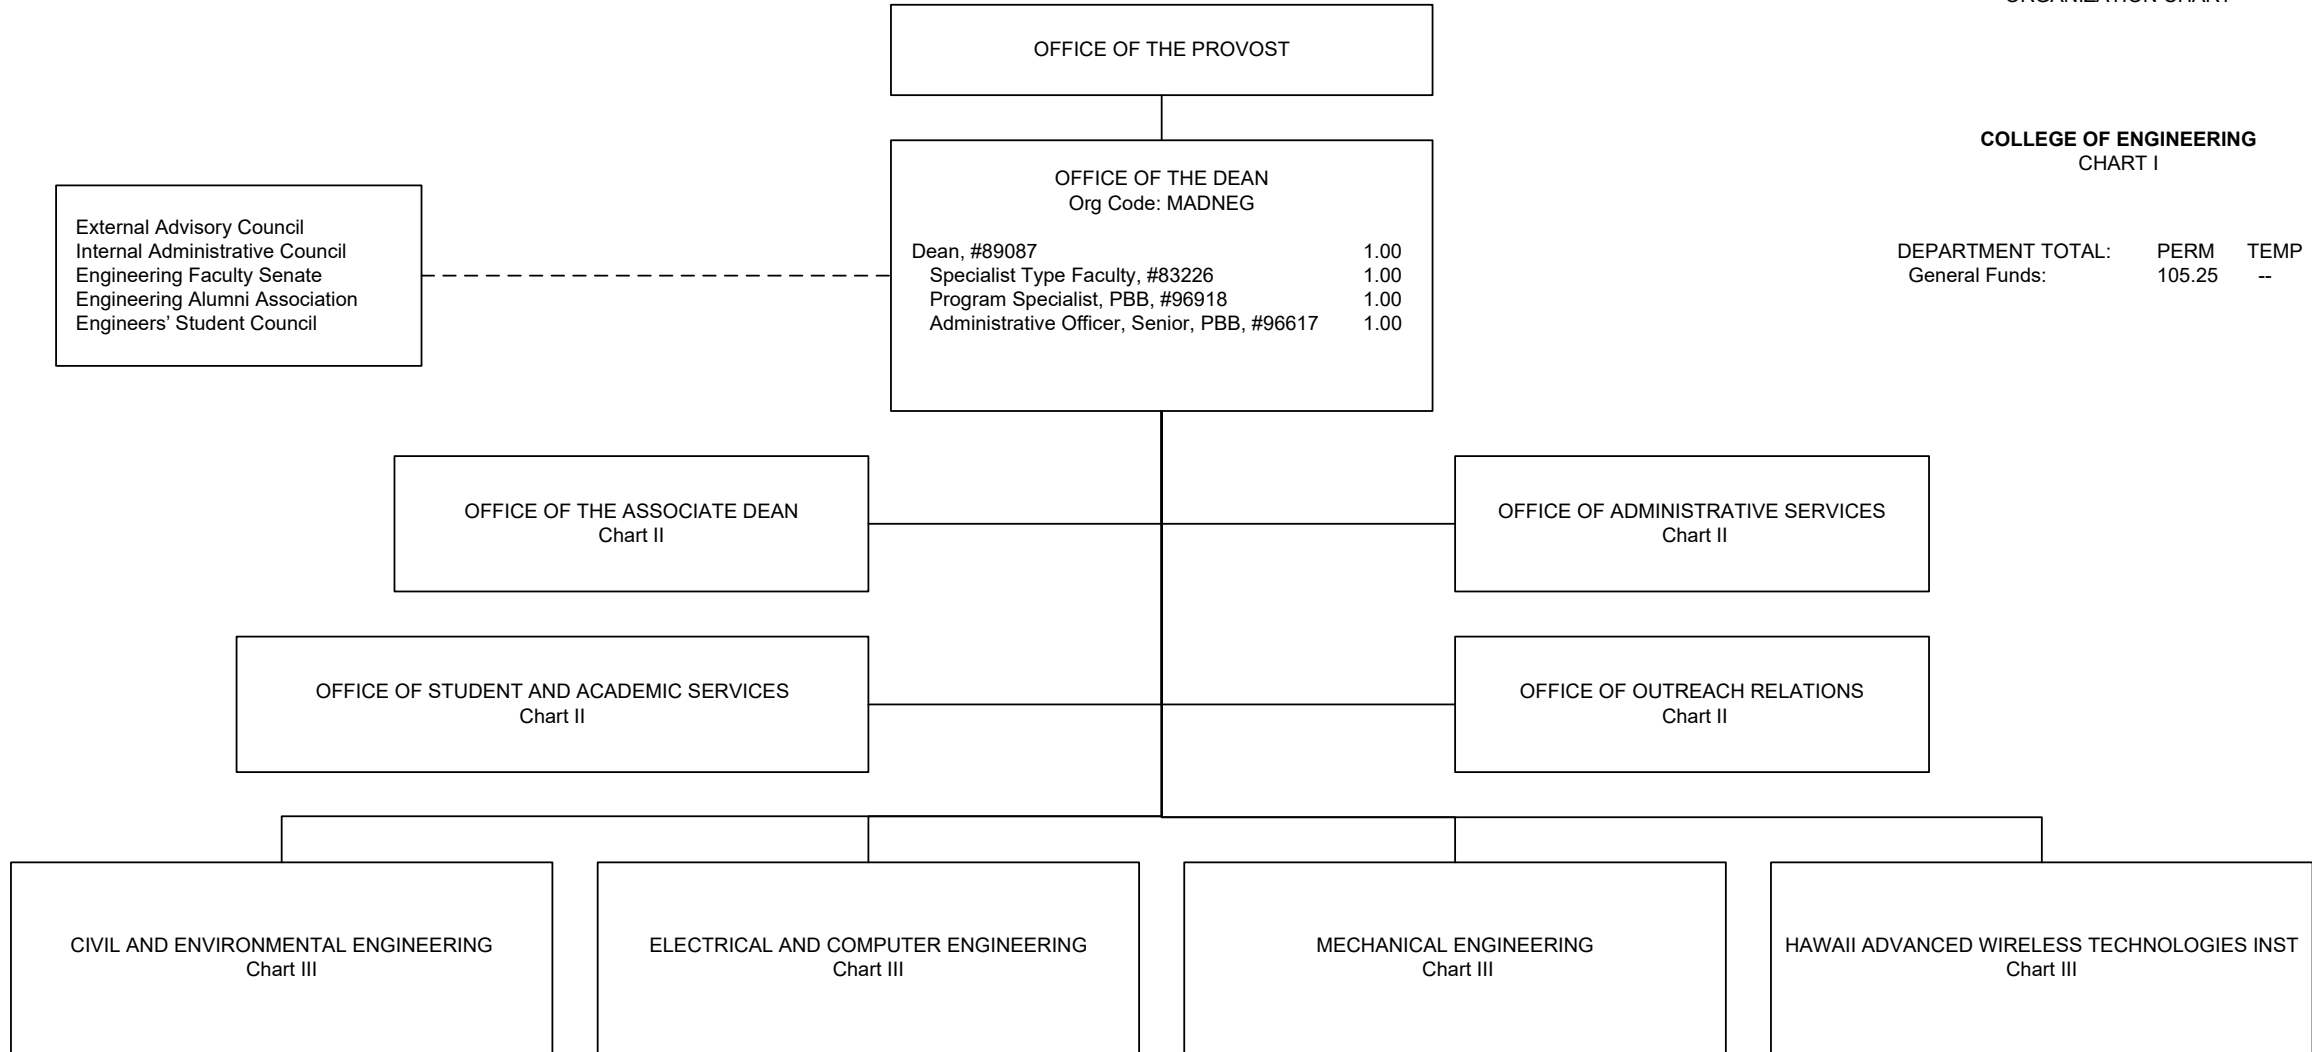 ORGANIZATION CHART
OFFICE OF THE PROVOST
COLLEGE OF ENGINEERING
CHART I
OFFICE OF THE DEAN
Org Code: MADNEG
External Advisory Council
Internal Administrative Council
Engineering Faculty Senate
Engineering Alumni Association
Engineers’ Student Council
Dean, #89087 1.00
Specialist Type Faculty, #83226 1.00
Program Specialist, PBB, #96918 1.00
Administrative Officer, Senior, PBB, #96617 1.00
DEPARTMENT TOTAL: PERM TEMP
General Funds: 105.25 --
OFFICE OF THE ASSOCIATE DEAN
Chart II
OFFICE OF ADMINISTRATIVE SERVICES
Chart II
OFFICE OF STUDENT AND ACADEMIC SERVICES
Chart II
OFFICE OF OUTREACH RELATIONS
Chart II
CIVIL AND ENVIRONMENTAL ENGINEERING
Chart III
ELECTRICAL AND COMPUTER ENGINEERING
Chart III
MECHANICAL ENGINEERING
Chart III
HAWAII ADVANCED WIRELESS TECHNOLOGIES INST
Chart III